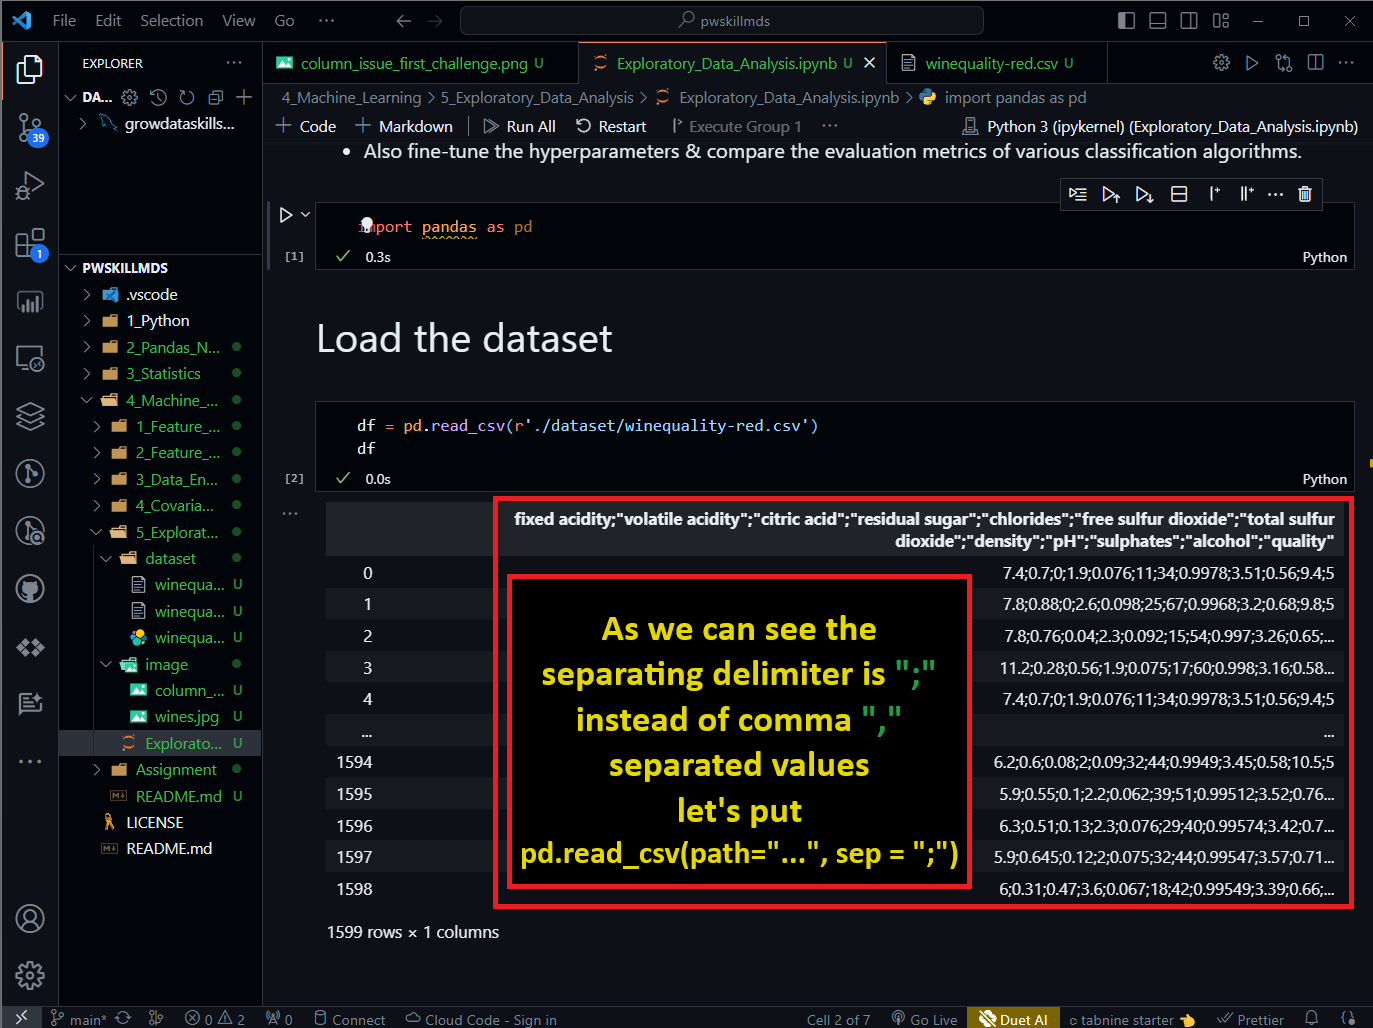 File Edit Selection View Go ··· pwskillmds
EXPLORER ···
column_issue_first_challenge.png U
Exploratory_Data_Analysis.ipynb U
winequality-red.csv U
DA...
growdataskills...
4_Machine_Learning > 5_Exploratory_Data_Analysis > Exploratory_Data_Analysis.ipynb > import pandas as pd
+ Code + Markdown Run All Restart Execute Group 1 ··· Python 3 (ipykernel) (Exploratory_Data_Analysis.ipynb)
39
1
PWSKILLMDS
.vscode
1_Python
2_Pandas_N...
3_Statistics
4_Machine_...
1_Feature_...
2_Feature_...
3_Data_En...
4_Covaria...
5_Explorat...
dataset
winequa... U
winequa... U
winequa... U
image
column_... U
wines.jpg U
Explorato... U
Assignment
README.md U
LICENSE
README.md
• Also fine-tune the hyperparameters & compare the evaluation metrics of various classification algorithms.
import pandas as pd
[1] 0.3s Python
Load the dataset
df = pd.read_csv(r'./dataset/winequality-red.csv')
df
[2] 0.0s Python
...
fixed acidity;"volatile acidity";"citric acid";"residual sugar";"chlorides";"free sulfur dioxide";"total sulfur
dioxide";"density";"pH";"sulphates";"alcohol";"quality"
0 7.4;0.7;0;1.9;0.076;11;34;0.9978;3.51;0.56;9.4;5
1 7.8;0.88;0;2.6;0.098;25;67;0.9968;3.2;0.68;9.8;5
2 7.8;0.76;0.04;2.3;0.092;15;54;0.997;3.26;0.65;...
3 11.2;0.28;0.56;1.9;0.075;17;60;0.998;3.16;0.58...
4 7.4;0.7;0;1.9;0.076;11;34;0.9978;3.51;0.56;9.4;5
... ...
1594 6.2;0.6;0.08;2;0.09;32;44;0.9949;3.45;0.58;10.5;5
1595 5.9;0.55;0.1;2.2;0.062;39;51;0.99512;3.52;0.76...
1596 6.3;0.51;0.13;2.3;0.076;29;40;0.99574;3.42;0.7...
1597 5.9;0.645;0.12;2;0.075;32;44;0.99547;3.57;0.71...
1598 6;0.31;0.47;3.6;0.067;18;42;0.99549;3.39;0.66;...
As we can see the
separating delimiter is ";"
instead of comma ","
separated values
let's put
pd.read_csv(path="...", sep = ";")
1599 rows × 1 columns
main* 0 2 0 Connect Cloud Code - Sign in Cell 2 of 7 Go Live Duet AI tabnine starter 👈 Prettier